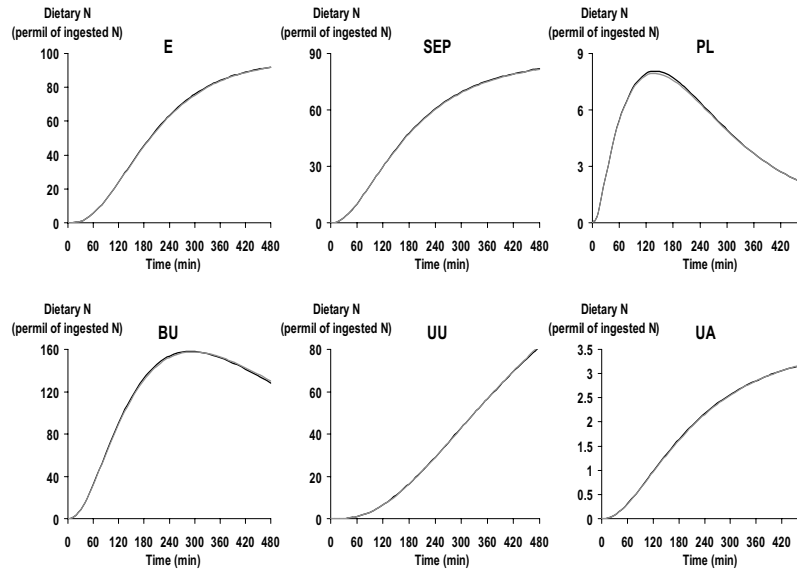 Dietary N
(permil of ingested N)
E
100
80
60
40
20
0
0 60 120 180 240 300 360 420 480
Time (min)
Dietary N
(permil of ingested N)
SEP
90
60
30
0
0 60 120 180 240 300 360 420 480
Time (min)
Dietary N
(permil of ingested N)
PL
9
6
3
0
0 60 120 180 240 300 360 420
Time (min)
Dietary N
(permil of ingested N)
BU
160
120
80
40
0
0 60 120 180 240 300 360 420 480
Time (min)
Dietary N
(permil of ingested N)
UU
80
60
40
20
0
0 60 120 180 240 300 360 420 480
Time (min)
Dietary N
(permil of ingested N)
UA
3.5
3
2.5
2
1.5
1
0.5
0
0 60 120 180 240 300 360 420
Time (min)